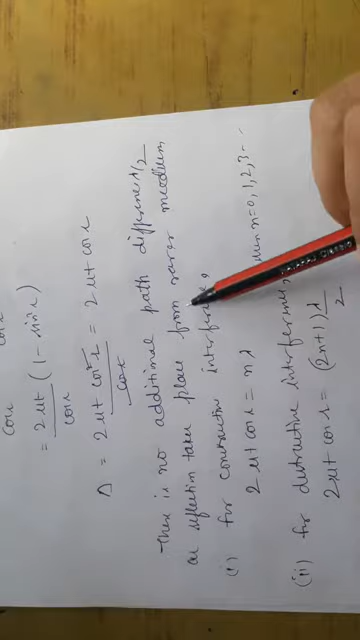 cos r
= 2μt/cos r (1 - sin²r)
Δ = 2μt cos²r/cos r = 2μt cos r
There is no additional path difference λ/2
as reflection takes place from rarer medium,
(i) for constructive interference,
2μt cos r = nλ when n=0,1,2,3--
(ii) for destructive interference,
2μt cos r = (2n+1) λ/2